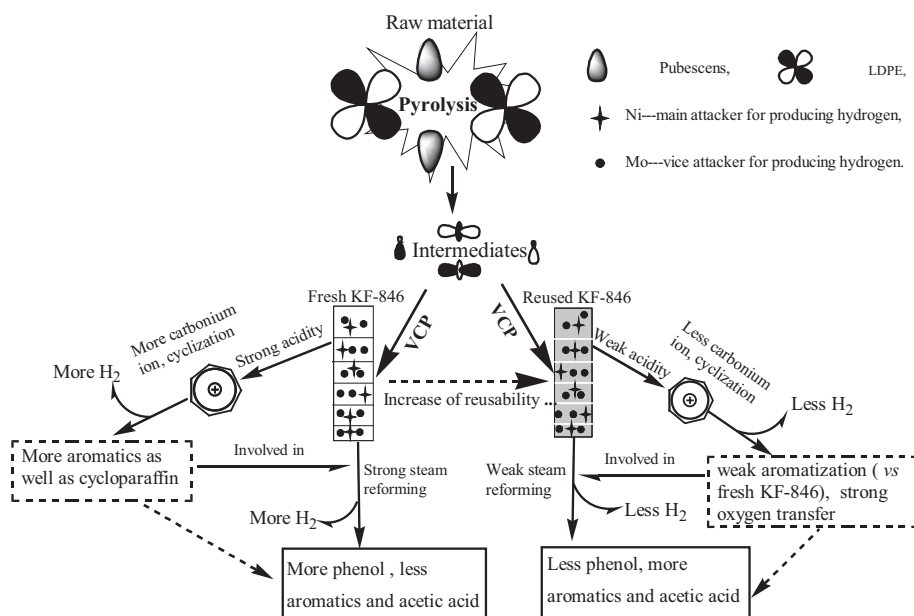 Raw material
Pyrolysis
Pubescens,
LDPE,
Ni---main attacker for producing hydrogen,
Mo---vice attacker for producing hydrogen.
Intermediates
Fresh KF-846
Reused KF-846
VCP
VCP
More carbonium
ion, cyclization
Strong acidity
More H2
Weak acidity
Less carbonium
ion, cyclization
Less H2
Increase of reusability ...
More aromatics as
well as cycloparaffin
Involved in
Strong steam
reforming
More H2
Weak steam
reforming
Less H2
Involved in
weak aromatization ( vs
fresh KF-846), strong
oxygen transfer
More phenol , less
aromatics and acetic acid
Less phenol, more
aromatics and acetic acid